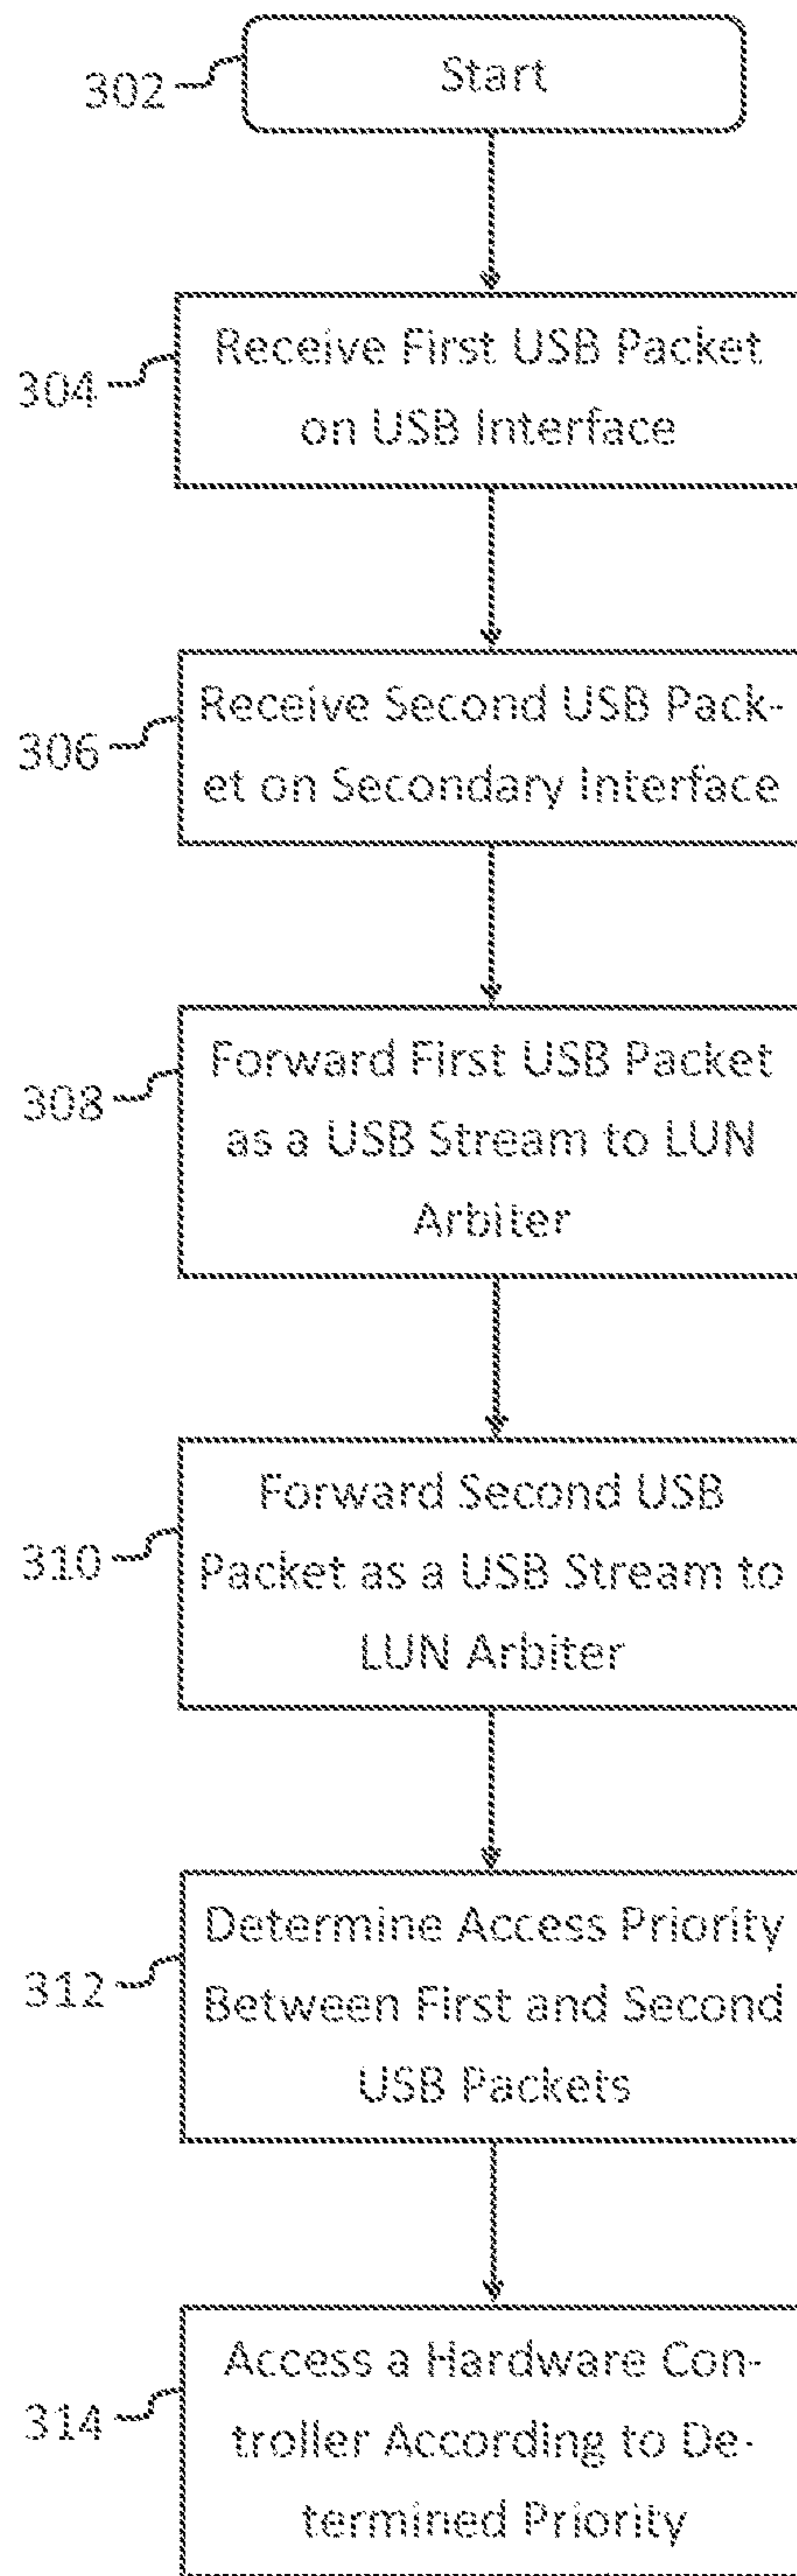 302
Start
304
Receive First USB Packet
on USB Interface
306
Receive Second USB Pack-
et on Secondary Interface
308
Forward First USB Packet
as a USB Stream to LUN
Arbiter
310
Forward Second USB
Packet as a USB Stream to
LUN Arbiter
312
Determine Access Priority
Between First and Second
USB Packets
314
Access a Hardware Con-
troller According to De-
termined Priority